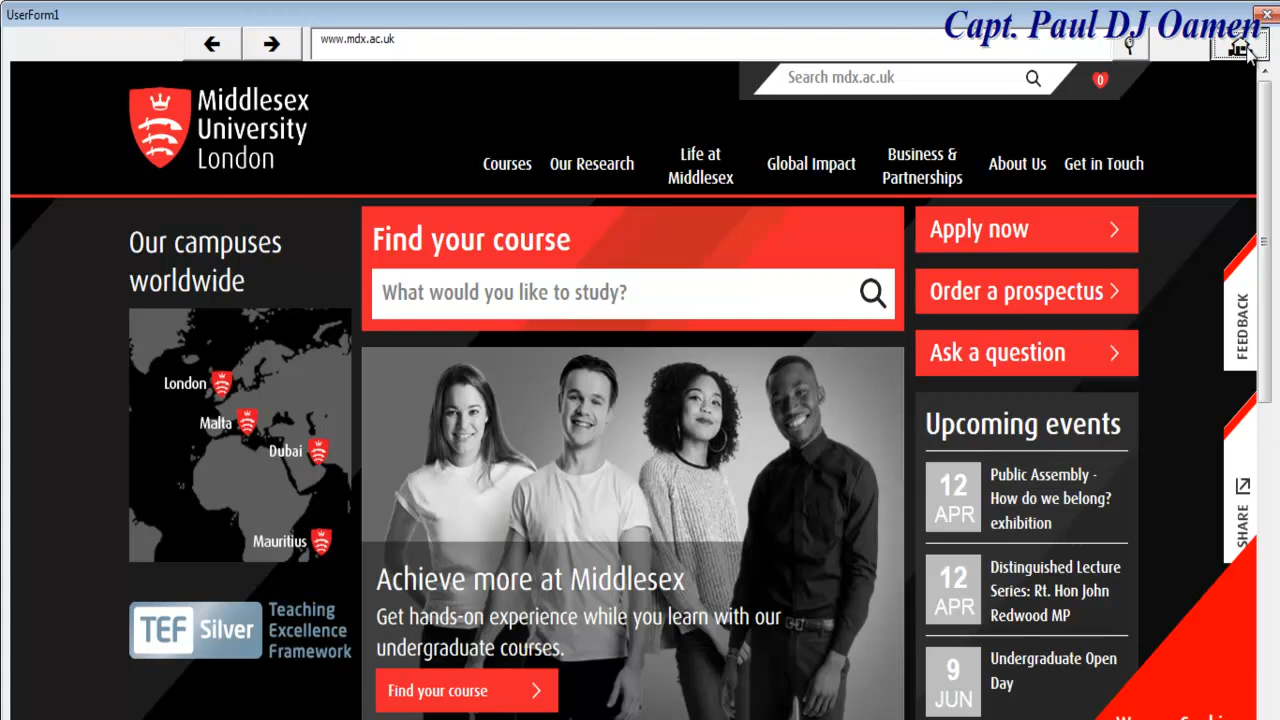 UserForm1
Capt. Paul DJ Oamen
www.mdx.ac.uk
Search mdx.ac.uk
0
Middlesex
University
London
Courses
Our Research
Life at
Middlesex
Global Impact
Business &
Partnerships
About Us
Get in Touch
Our campuses
worldwide
London
Malta
Dubai
Mauritius
TEF Silver
Teaching
Excellence
Framework
Find your course
What would you like to study?
Achieve more at Middlesex
Get hands-on experience while you learn with our
undergraduate courses.
Find your course
Apply now
Order a prospectus
Ask a question
Upcoming events
12
APR
Public Assembly -
How do we belong?
exhibition
12
APR
Distinguished Lecture
Series: Rt. Hon John
Redwood MP
9
JUN
Undergraduate Open
Day
FEEDBACK
SHARE